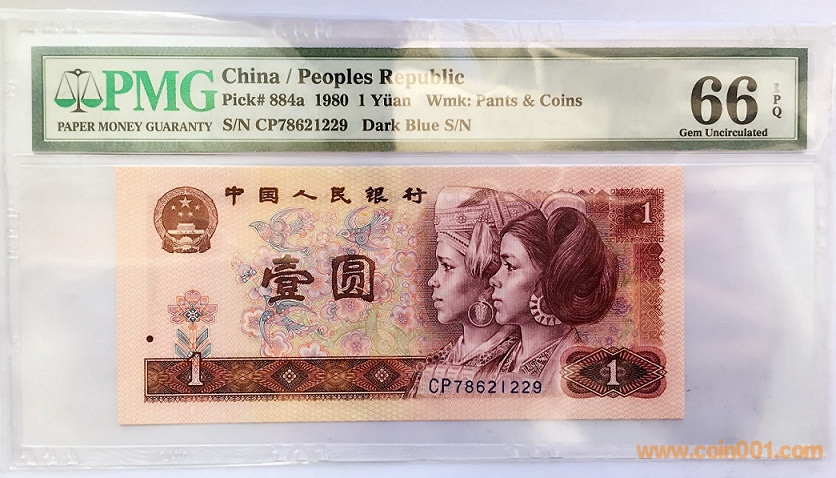 PMG
PAPER MONEY GUARANTY
China / Peoples Republic
Pick# 884a 1980 1 Yüan Wmk: Pants & Coins
S/N CP78621229 Dark Blue S/N
66 EPQ
Gem Uncirculated
中国人民银行
1
壹圆
1
CP78621229
1
www.coin001.com